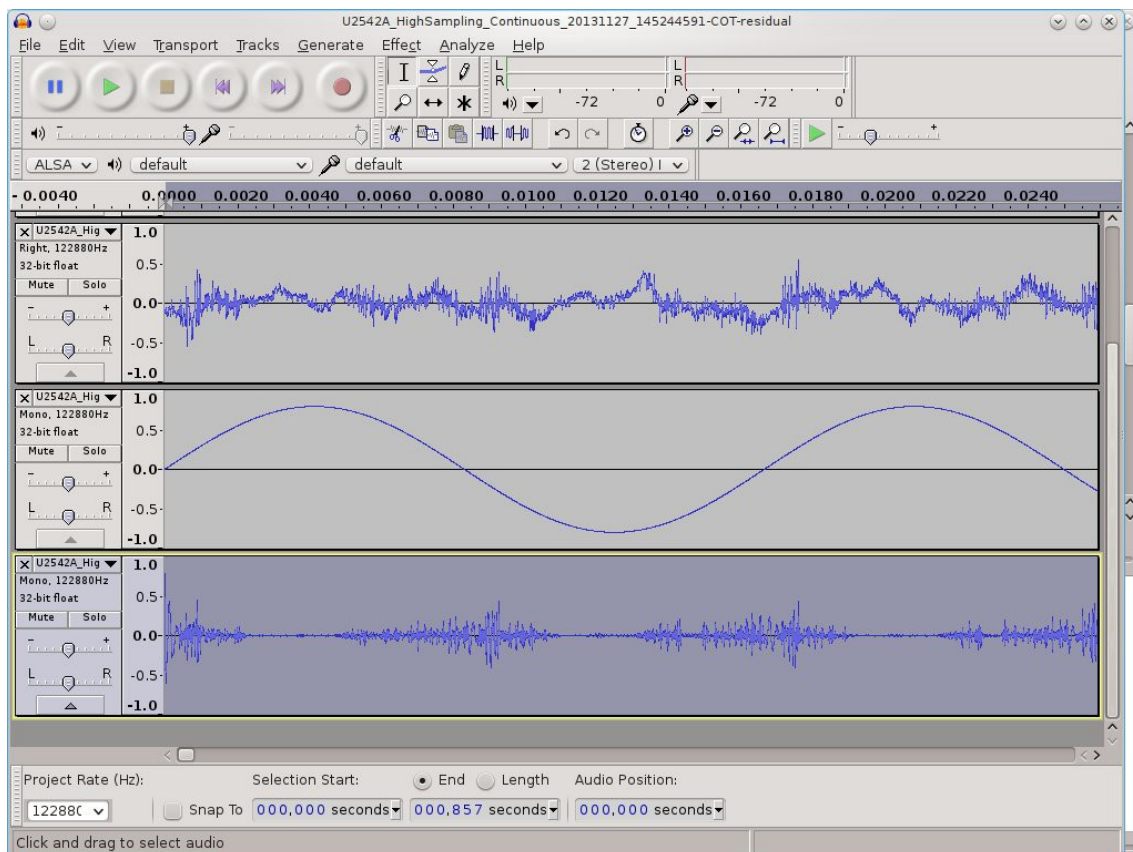 U2542A_HighSampling_Continuous_20131127_145244591-COT-residual
File Edit View Transport Tracks Generate Effect Analyze Help
L
R
-72 0
L
R
-72 0
- + - +
- +
ALSA default default 2 (Stereo) I
- 0.0040 0.0000 0.0020 0.0040 0.0060 0.0080 0.0100 0.0120 0.0140 0.0160 0.0180 0.0200 0.0220 0.0240
X U2542A_Hig
Right, 122880Hz
32-bit float
Mute Solo
- +
L R
1.0
0.5
0.0
-0.5
-1.0
X U2542A_Hig
Mono, 122880Hz
32-bit float
Mute Solo
- +
L R
1.0
0.5
0.0
-0.5
-1.0
X U2542A_Hig
Mono, 122880Hz
32-bit float
Mute Solo
- +
L R
1.0
0.5
0.0
-0.5
-1.0
Project Rate (Hz): Selection Start: End Length Audio Position:
12288 Snap To 000,000 seconds 000,857 seconds 000,000 seconds
Click and drag to select audio